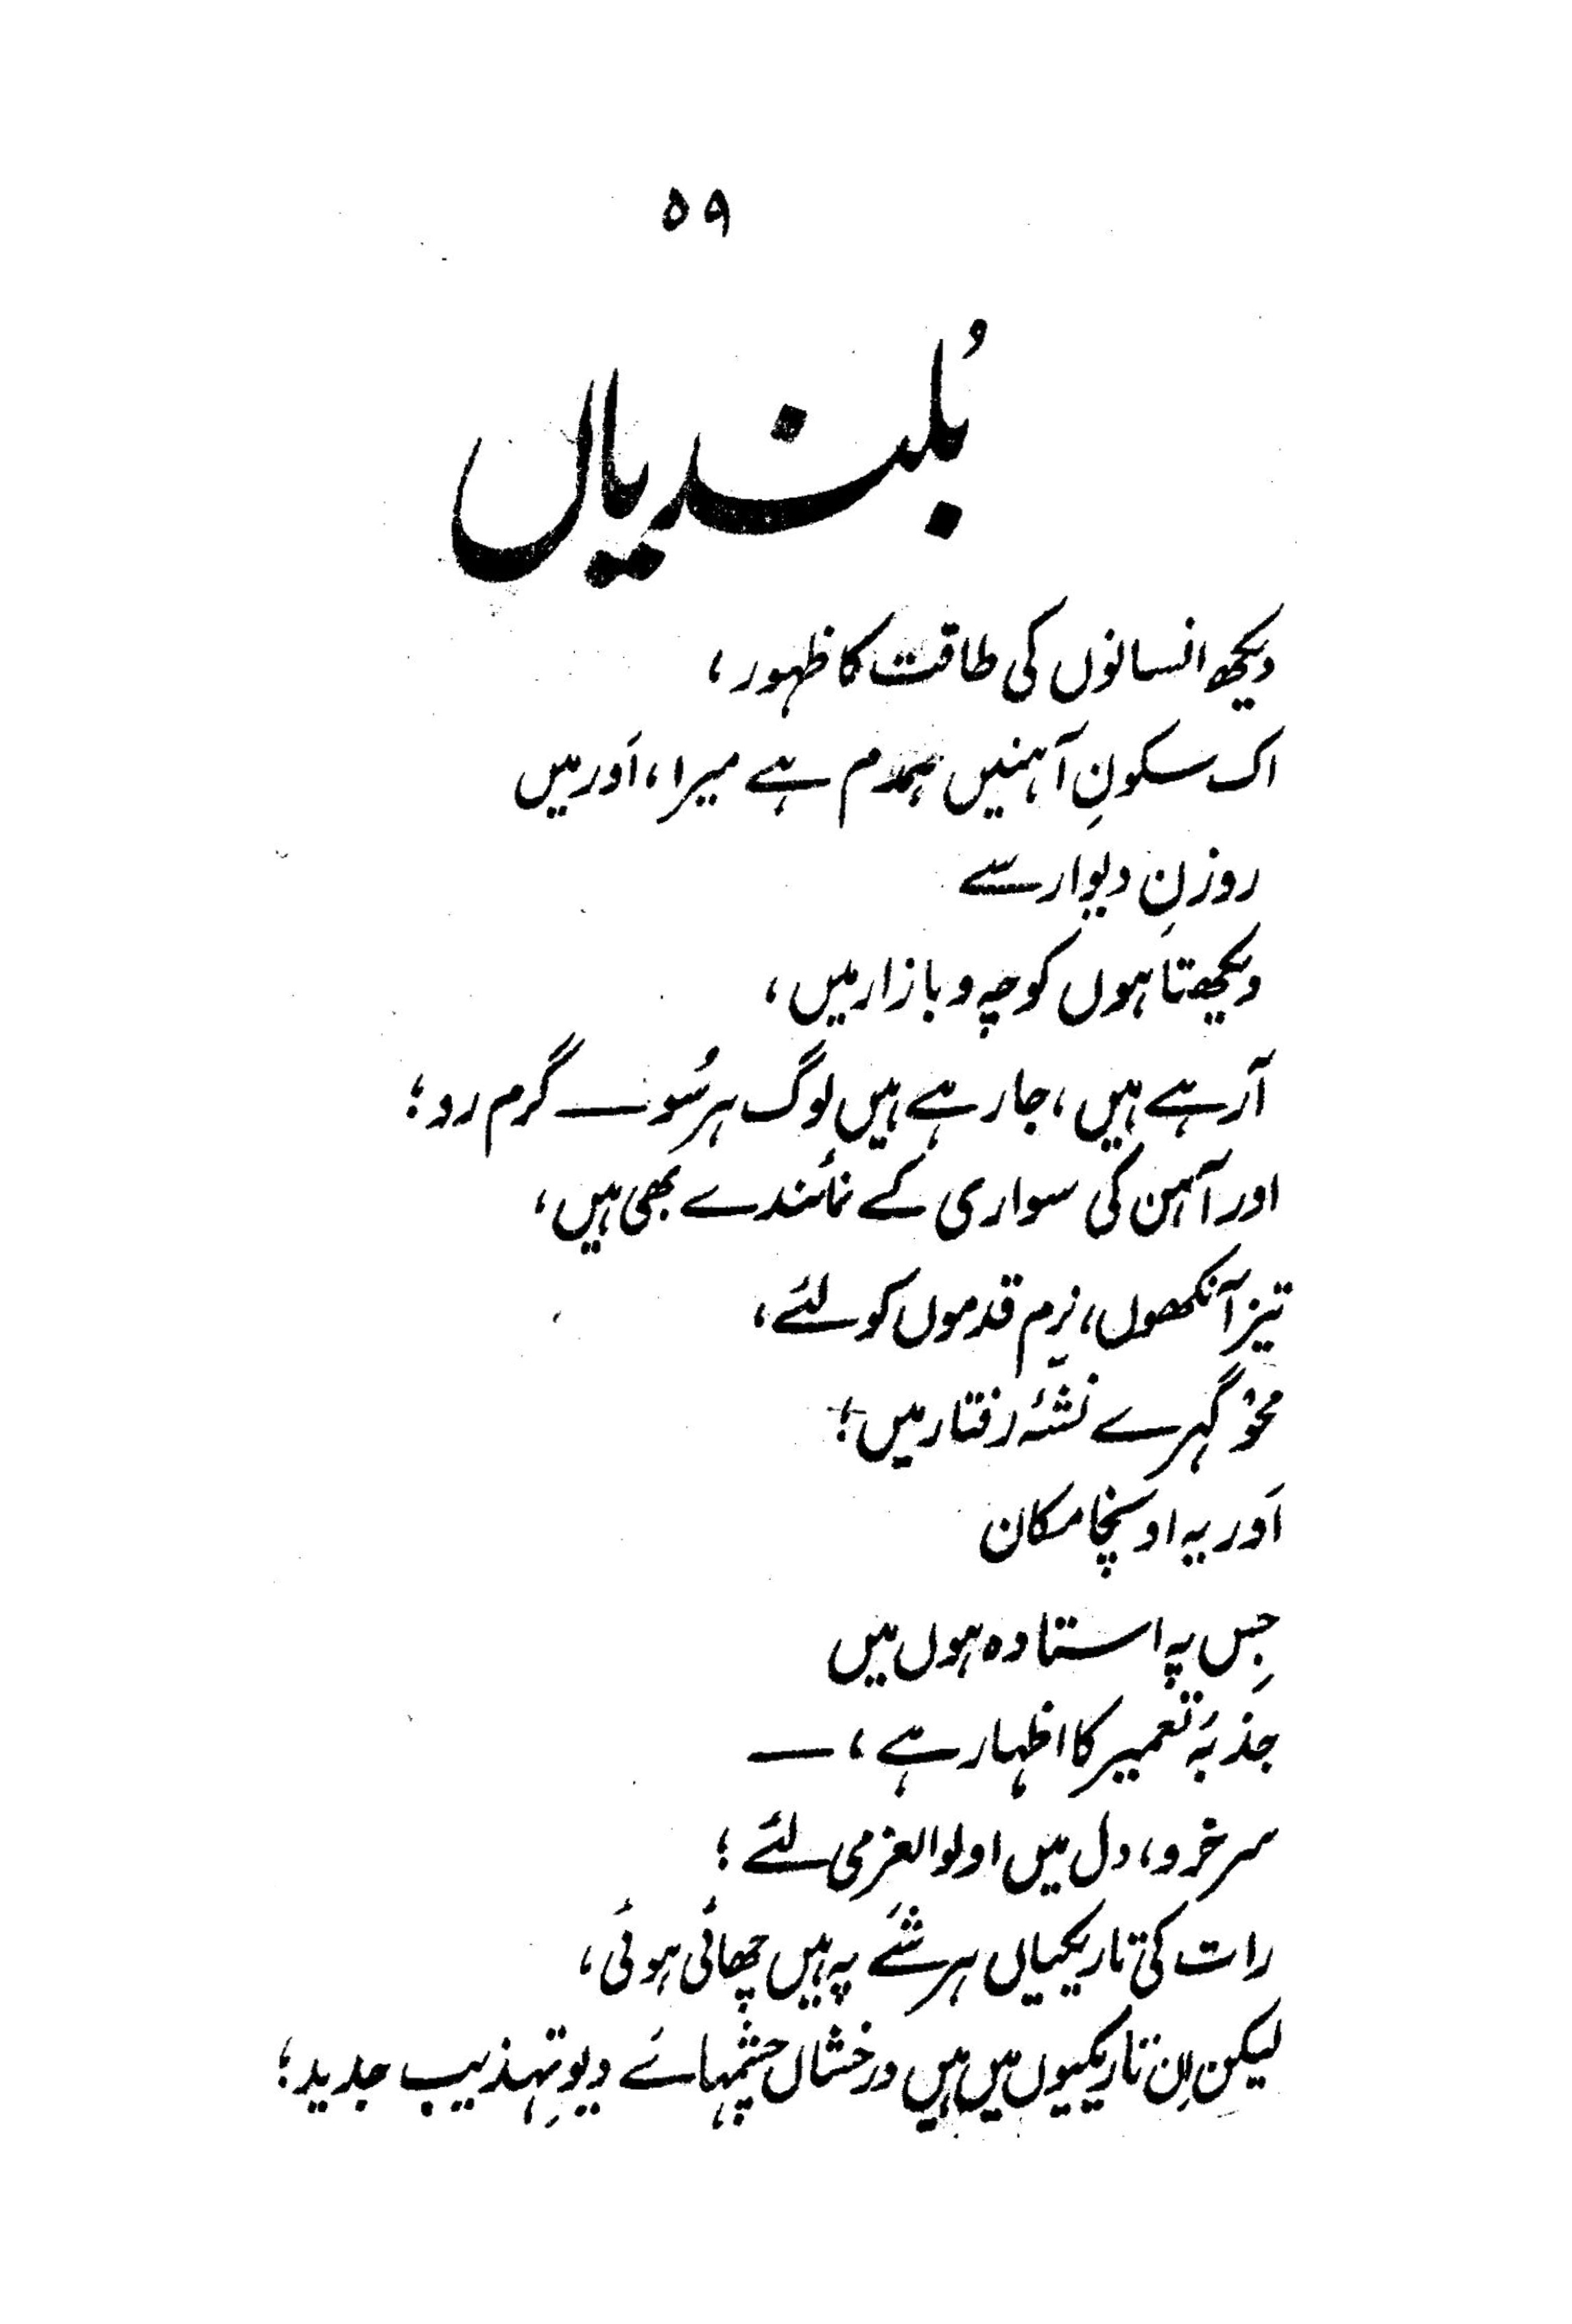 ۵۹
بُلندیاں
دیکھ انسانوں کی طاقت کا ظہور،
اک سکونِ آہنیں ہمدم ہے میرا، اَور میں
روزنِ دیوار سے
دیکھتا ہوں کوچہ و بازار میں،
آرہے ہیں، جارہے ہیں لوگ ہر سُو ــ گرم رو؛
اور آہن کی سواری کے نمائندے بھی ہیں،
تیز آنکھوں، نرم قدموں کو لئے،
محوْ گہرے نشۂ رفتار میں؛
اَور یہ اونچا مکان
جِس پہ استادہ ہوں میں
جذبۂ تعمیر کا اظہار ہے، ــ
سرخرو، دل میں اولوالعزمی لئے؛
رات کی تاریکیاں ہر شَے پہ ہیں چھائی ہوئی،
لیکن اِن تاریکیوں میں ہیں درخشاں چشمہائے دیوِ تہذیب جدید؛